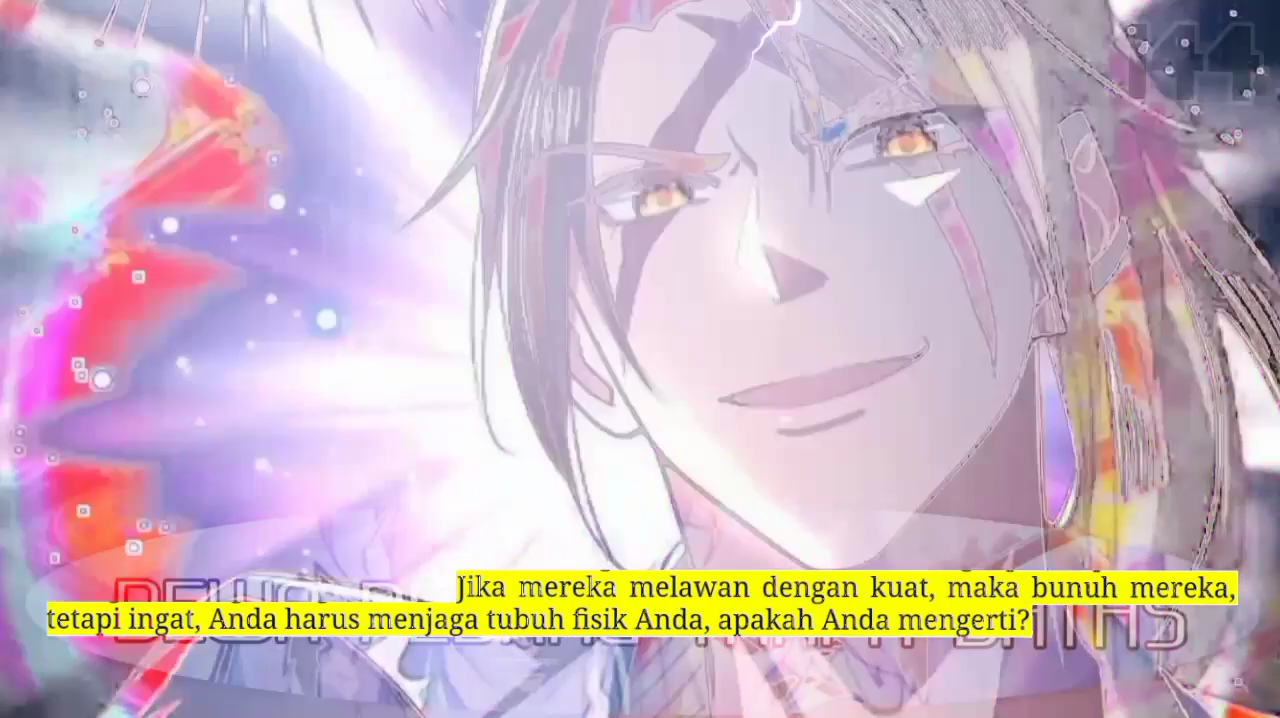 Jika mereka melawan dengan kuat, maka bunuh mereka,
tetapi ingat, Anda harus menjaga tubuh fisik Anda, apakah Anda mengerti?